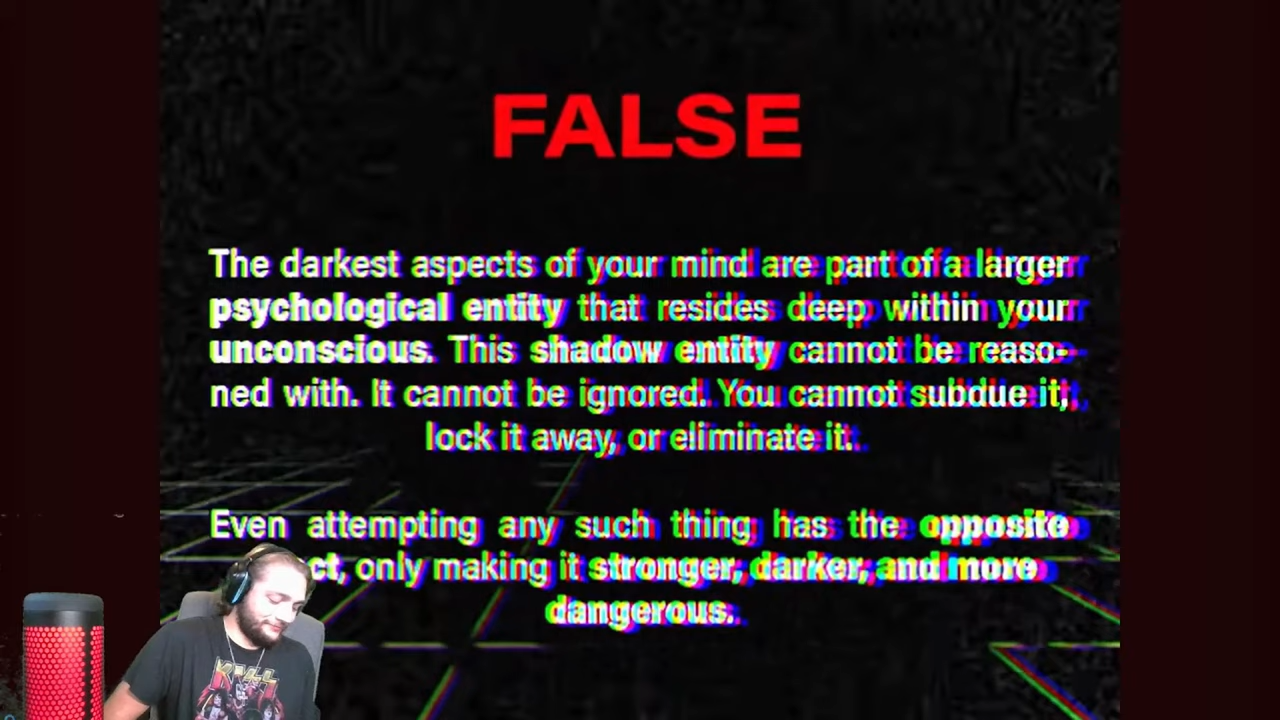 FALSE
The darkest aspects of your mind are part of a larger
psychological entity that resides deep within your
unconscious. This shadow entity cannot be reaso-
ned with. It cannot be ignored. You cannot subdue it,
lock it away, or eliminate it.
Even attempting any such thing has the opposite
ct, only making it stronger, darker, and more
dangerous.
KISS